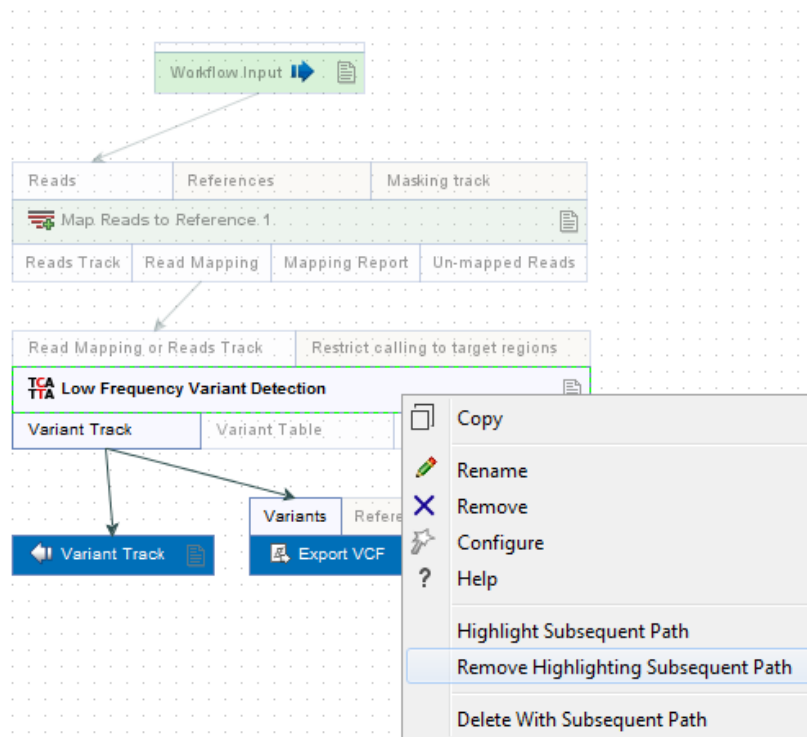 Workflow Input
Reads References Masking track
Map Reads to Reference 1
Reads Track Read Mapping Mapping Report Un-mapped Reads
Read Mapping or Reads Track Restrict calling to target regions
TCA
TTA Low Frequency Variant Detection
Variant Track Variant Table
Variants Refere
Variant Track Export VCF
Copy
Rename
Remove
Configure
? Help
Highlight Subsequent Path
Remove Highlighting Subsequent Path
Delete With Subsequent Path